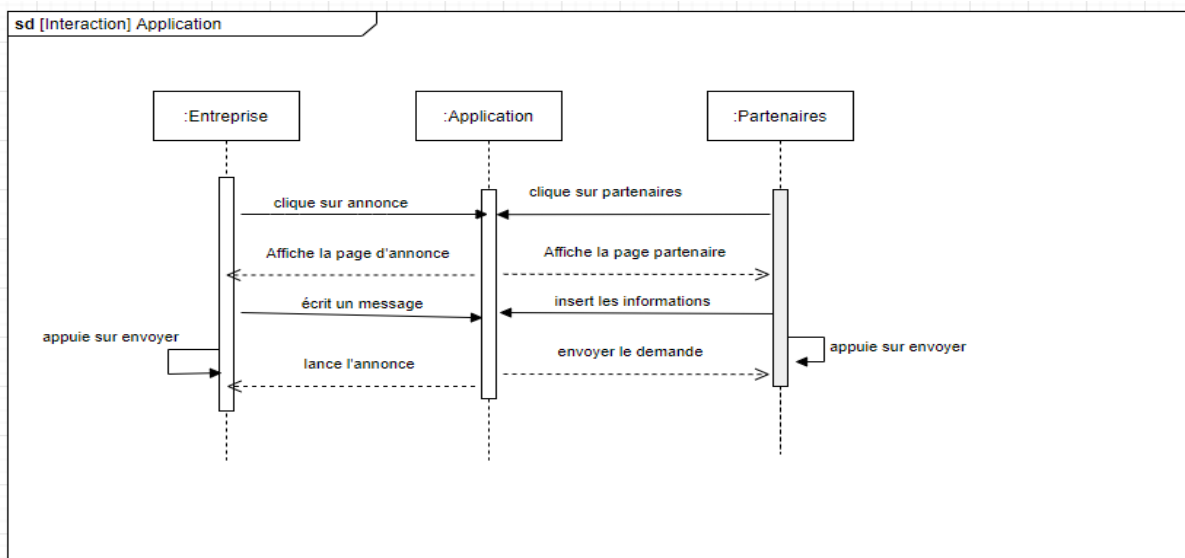 sd [Interaction] Application
:Entreprise
:Application
:Partenaires
clique sur annonce
clique sur partenaires
Affiche la page d'annonce
Affiche la page partenaire
écrit un message
insert les informations
appuie sur envoyer
appuie sur envoyer
lance l'annonce
envoyer le demande